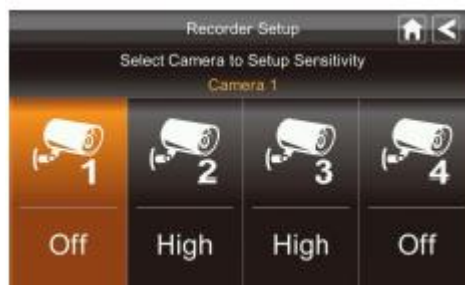 Recorder Setup
Select Camera to Setup Sensitivity
Camera 1
1 2 3 4
Off High High Off